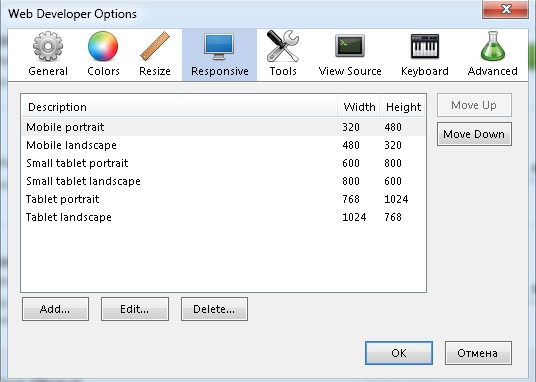 Web Developer Options
General Colors Resize Responsive Tools View Source Keyboard Advanced
Description Width Height
Mobile portrait 320 480
Mobile landscape 480 320
Small tablet portrait 600 800
Small tablet landscape 800 600
Tablet portrait 768 1024
Tablet landscape 1024 768
Move Up
Move Down
Add... Edit... Delete...
OK Отмена